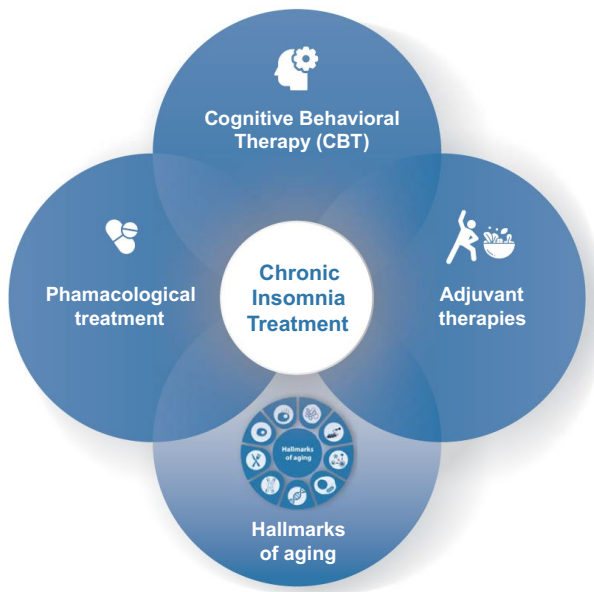 Cognitive Behavioral
Therapy (CBT)
Phamacological
treatment
Chronic
Insomnia
Treatment
Adjuvant
therapies
Hallmarks
of aging
Hallmarks
of aging